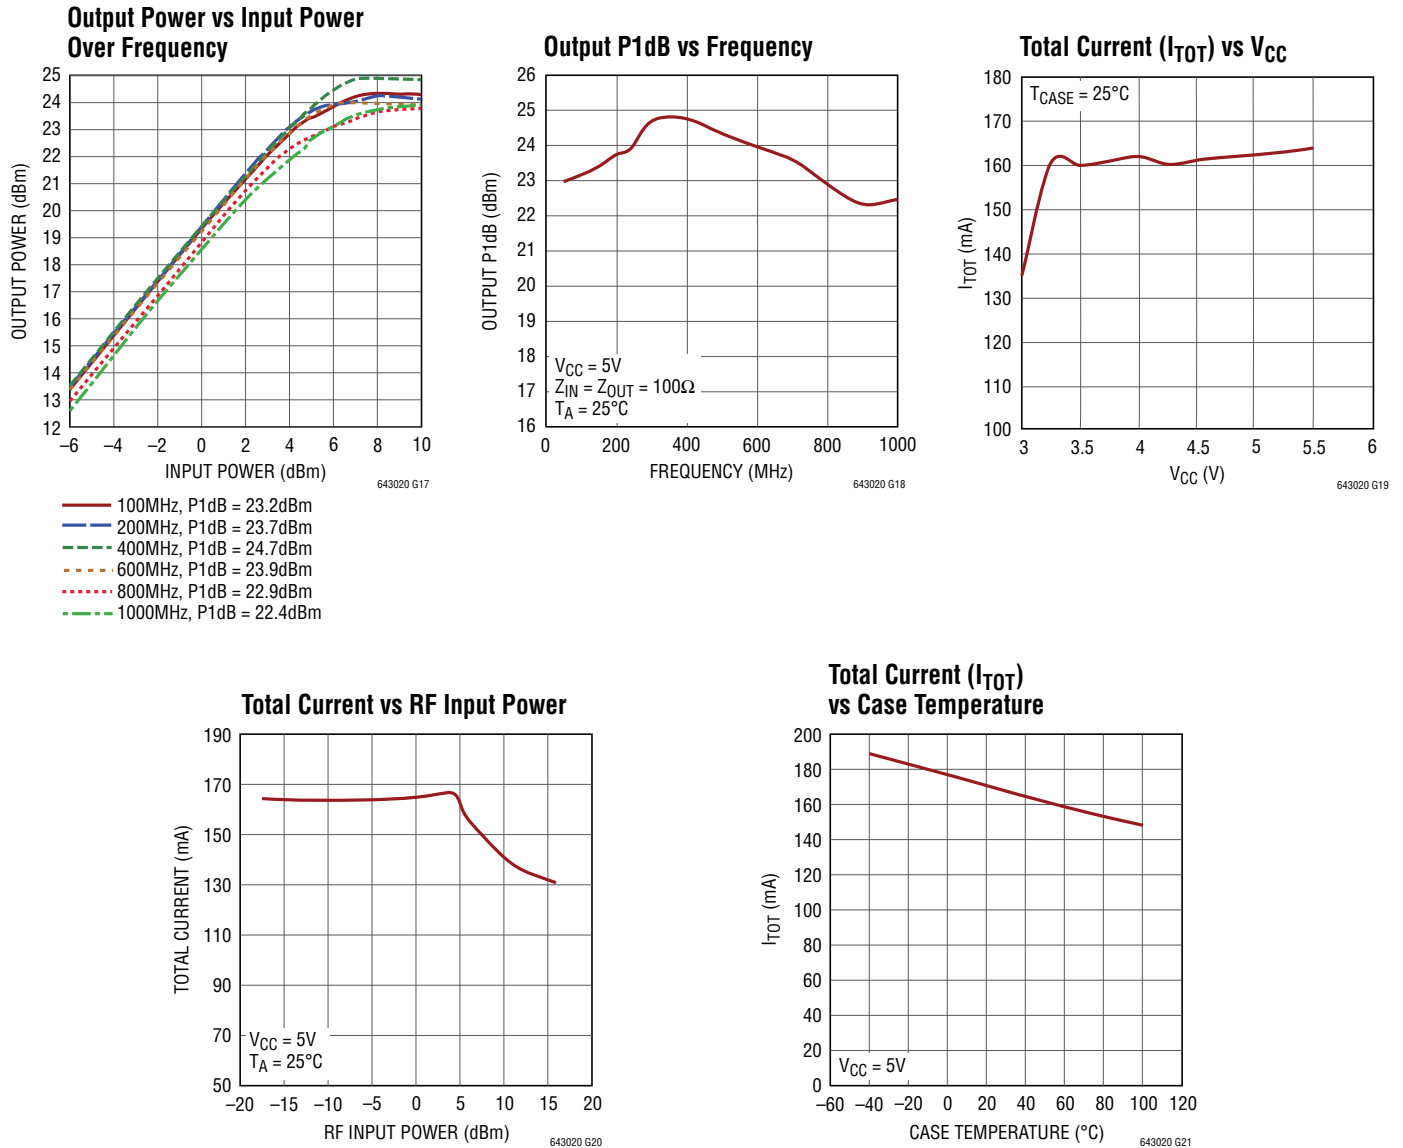 Output Power vs Input Power
Over Frequency
25
24
23
22
21
20
19
18
17
16
15
14
13
12
OUTPUT POWER (dBm)
–6 –4 –2 0 2 4 6 8 10
INPUT POWER (dBm)
643020 G17
100MHz, P1dB = 23.2dBm
200MHz, P1dB = 23.7dBm
400MHz, P1dB = 24.7dBm
600MHz, P1dB = 23.9dBm
800MHz, P1dB = 22.9dBm
1000MHz, P1dB = 22.4dBm
Output P1dB vs Frequency
26
25
24
23
22
21
20
19
18
17
16
OUTPUT P1dB (dBm)
VCC = 5V
ZIN = ZOUT = 100Ω
TA = 25°C
0 200 400 600 800 1000
FREQUENCY (MHz)
643020 G18
Total Current (ITOT) vs VCC
180
170
160
150
140
130
120
110
100
ITOT (mA)
TCASE = 25°C
3 3.5 4 4.5 5 5.5 6
VCC (V)
643020 G19
Total Current vs RF Input Power
190
170
150
130
110
90
70
50
TOTAL CURRENT (mA)
VCC = 5V
TA = 25°C
–20 –15 –10 –5 0 5 10 15 20
RF INPUT POWER (dBm)
643020 G20
Total Current (ITOT)
vs Case Temperature
200
180
160
140
120
100
80
60
40
20
0
ITOT (mA)
VCC = 5V
–60 –40 –20 0 20 40 60 80 100 120
CASE TEMPERATURE (°C)
643020 G21